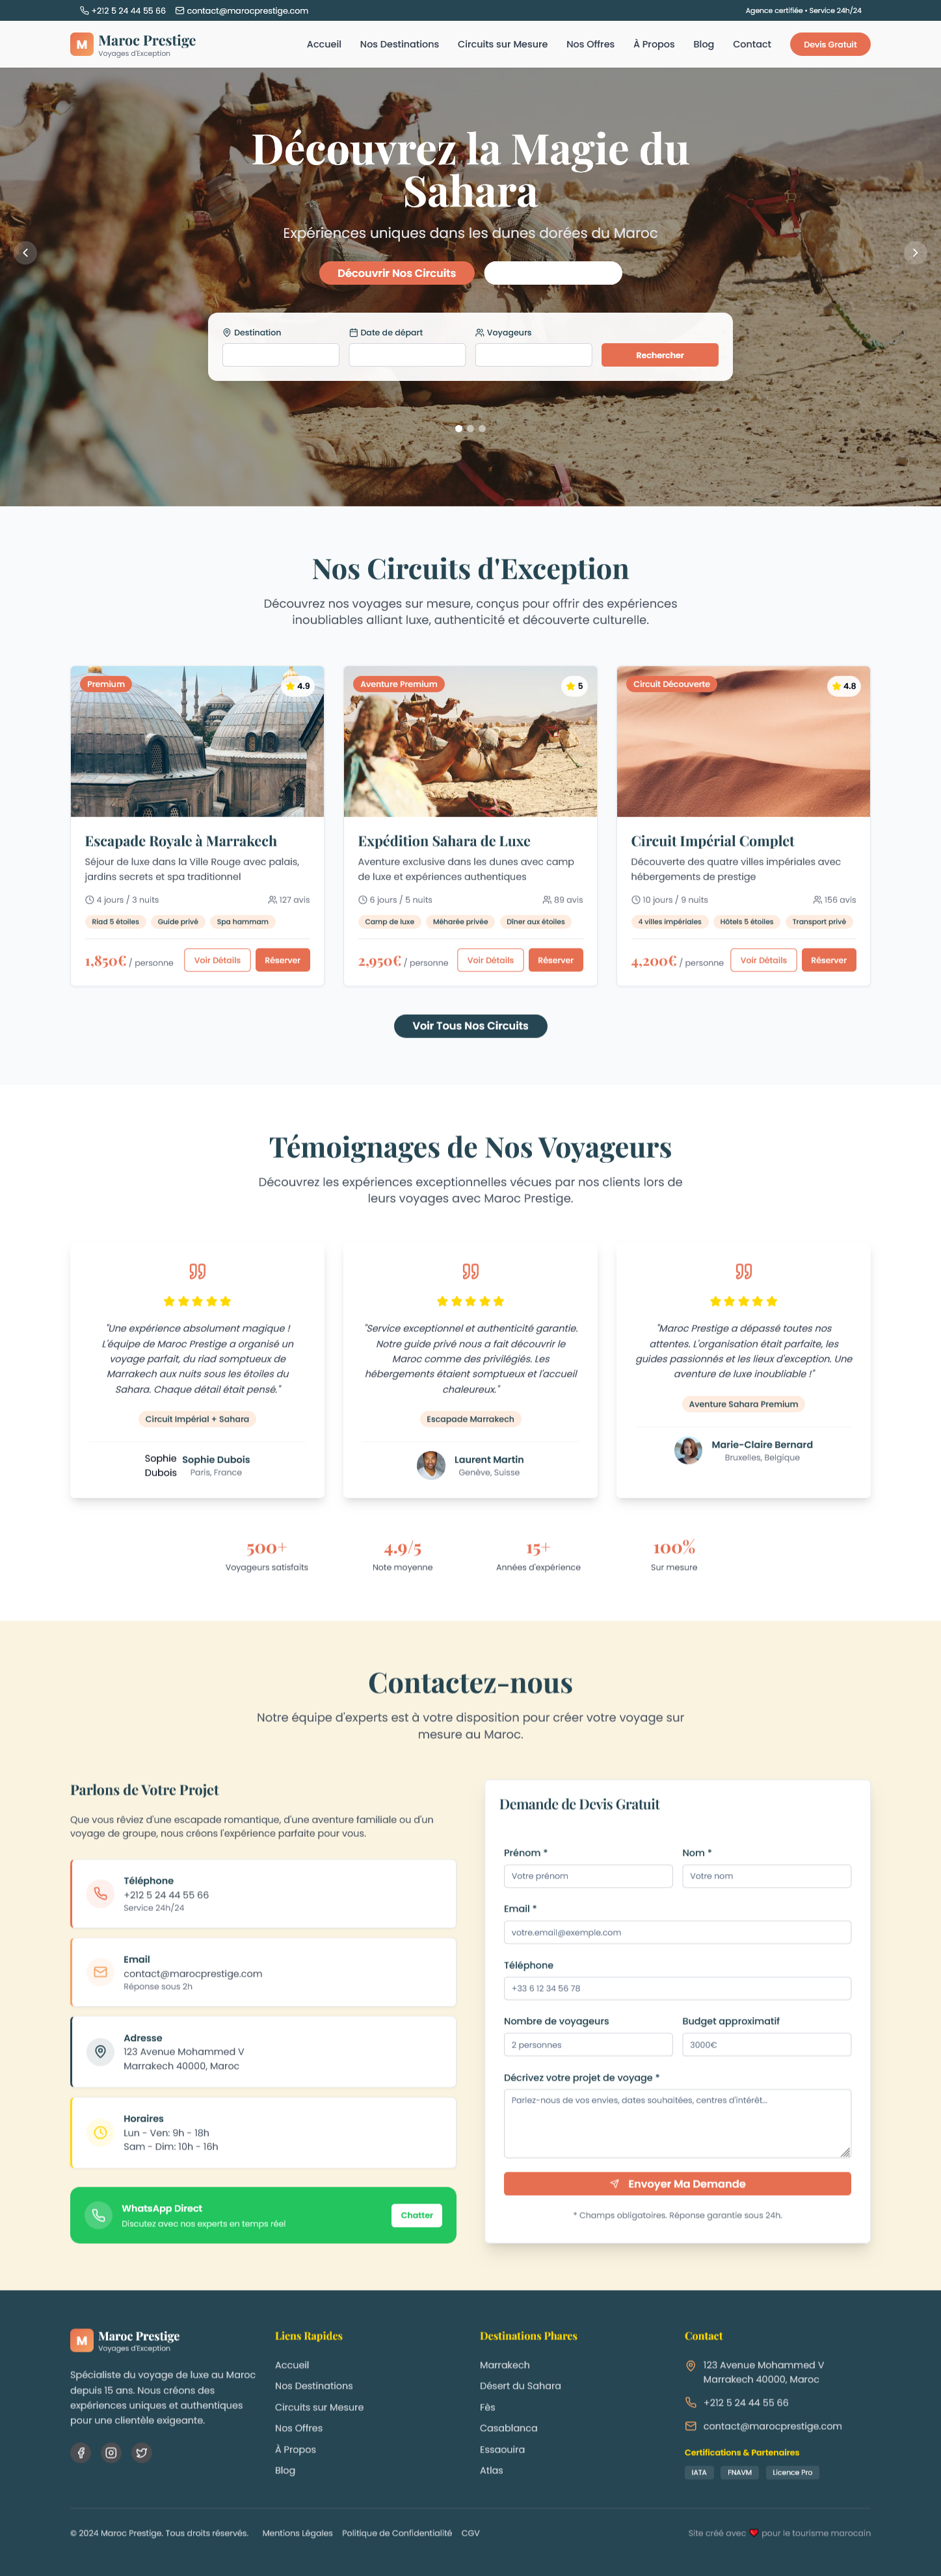 +212 5 24 44 55 66 contact@marocprestige.com Agence certifiée • Service 24h/24
M Maroc Prestige
Voyages d'Exception
Accueil Nos Destinations Circuits sur Mesure Nos Offres À Propos Blog Contact Devis Gratuit
Découvrez la Magie du
Sahara
Expériences uniques dans les dunes dorées du Maroc
Découvrir Nos Circuits
Destination Date de départ Voyageurs
Rechercher
Nos Circuits d'Exception
Découvrez nos voyages sur mesure, conçus pour offrir des expériences
inoubliables alliant luxe, authenticité et découverte culturelle.
Premium 4.9
Escapade Royale à Marrakech
Séjour de luxe dans la Ville Rouge avec palais,
jardins secrets et spa traditionnel
4 jours / 3 nuits 127 avis
Riad 5 étoiles Guide privé Spa hammam
1,850€ / personne Voir Détails Réserver
Aventure Premium 5
Expédition Sahara de Luxe
Aventure exclusive dans les dunes avec camp
de luxe et expériences authentiques
6 jours / 5 nuits 89 avis
Camp de luxe Méharée privée Dîner aux étoiles
2,950€ / personne Voir Détails Réserver
Circuit Découverte 4.8
Circuit Impérial Complet
Découverte des quatre villes impériales avec
hébergements de prestige
10 jours / 9 nuits 156 avis
4 villes impériales Hôtels 5 étoiles Transport privé
4,200€ / personne Voir Détails Réserver
Voir Tous Nos Circuits
Témoignages de Nos Voyageurs
Découvrez les expériences exceptionnelles vécues par nos clients lors de
leurs voyages avec Maroc Prestige.
"Une expérience absolument magique !
L'équipe de Maroc Prestige a organisé un
voyage parfait, du riad somptueux de
Marrakech aux nuits sous les étoiles du
Sahara. Chaque détail était pensé."
Circuit Impérial + Sahara
Sophie
Dubois
Sophie Dubois
Paris, France
"Service exceptionnel et authenticité garantie.
Notre guide privé nous a fait découvrir le
Maroc comme des privilégiés. Les
hébergements étaient somptueux et l'accueil
chaleureux."
Escapade Marrakech
Laurent Martin
Genève, Suisse
"Maroc Prestige a dépassé toutes nos
attentes. L'organisation était parfaite, les
guides passionnés et les lieux d'exception. Une
aventure de luxe inoubliable !"
Aventure Sahara Premium
Marie-Claire Bernard
Bruxelles, Belgique
500+ 4.9/5 15+ 100%
Voyageurs satisfaits Note moyenne Années d'expérience Sur mesure
Contactez-nous
Notre équipe d'experts est à votre disposition pour créer votre voyage sur
mesure au Maroc.
Parlons de Votre Projet
Que vous rêviez d'une escapade romantique, d'une aventure familiale ou d'un
voyage de groupe, nous créons l'expérience parfaite pour vous.
Téléphone
+212 5 24 44 55 66
Service 24h/24
Email
contact@marocprestige.com
Réponse sous 2h
Adresse
123 Avenue Mohammed V
Marrakech 40000, Maroc
Horaires
Lun - Ven: 9h - 18h
Sam - Dim: 10h - 16h
WhatsApp Direct
Discutez avec nos experts en temps réel
Chatter
Demande de Devis Gratuit
Prénom * Nom *
Votre prénom Votre nom
Email *
votre.email@exemple.com
Téléphone
+33 6 12 34 56 78
Nombre de voyageurs Budget approximatif
2 personnes 3000€
Décrivez votre projet de voyage *
Parlez-nous de vos envies, dates souhaitées, centres d'intérêt...
Envoyer Ma Demande
* Champs obligatoires. Réponse garantie sous 24h.
M Maroc Prestige
Voyages d'Exception
Spécialiste du voyage de luxe au Maroc
depuis 15 ans. Nous créons des
expériences uniques et authentiques
pour une clientèle exigeante.
Liens Rapides
Accueil
Nos Destinations
Circuits sur Mesure
Nos Offres
À Propos
Blog
Destinations Phares
Marrakech
Désert du Sahara
Fès
Casablanca
Essaouira
Atlas
Contact
123 Avenue Mohammed V
Marrakech 40000, Maroc
+212 5 24 44 55 66
contact@marocprestige.com
Certifications & Partenaires
IATA FNAVM Licence Pro
© 2024 Maroc Prestige. Tous droits réservés. Mentions Légales Politique de Confidentialité CGV
Site créé avec ❤️ pour le tourisme marocain